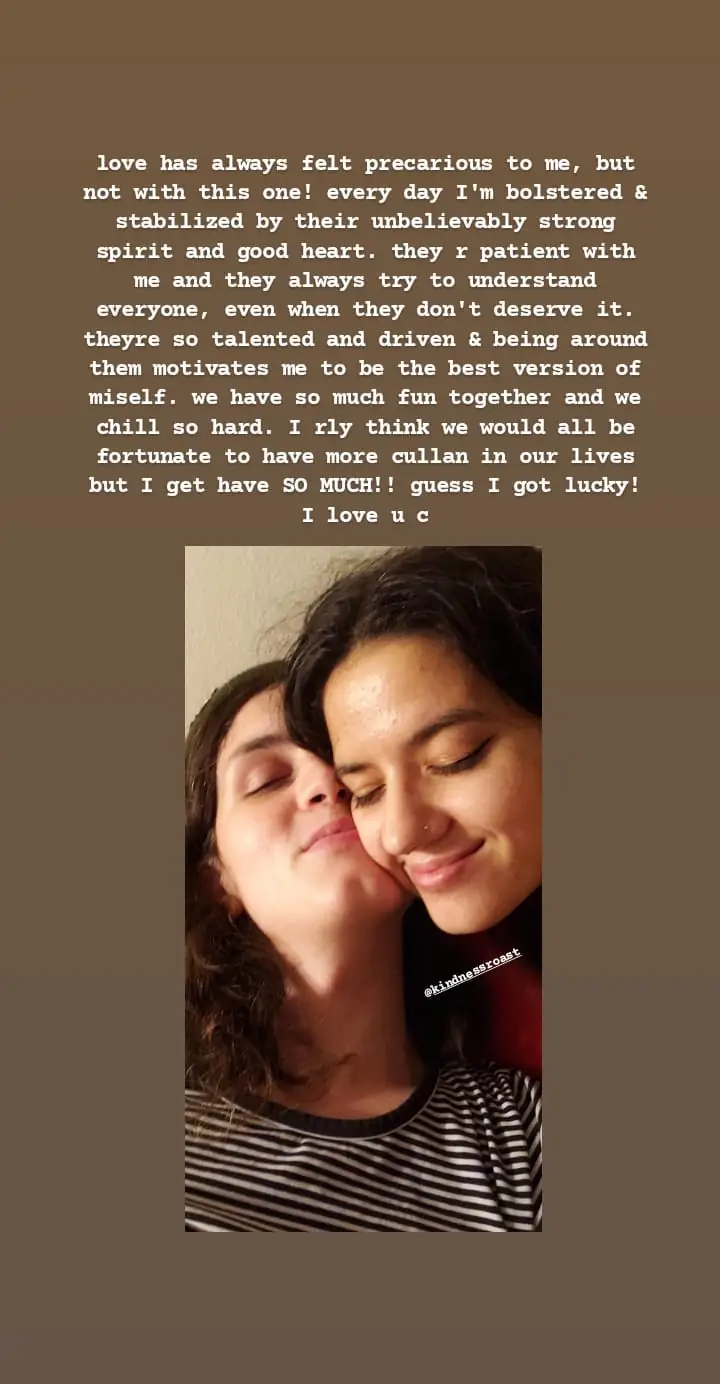 love has always felt precarious to me, but
not with this one! every day I'm bolstered &
stabilized by their unbelievably strong
spirit and good heart. they r patient with
me and they always try to understand
everyone, even when they don't deserve it.
theyre so talented and driven & being around
them motivates me to be the best version of
miself. we have so much fun together and we
chill so hard. I rly think we would all be
fortunate to have more cullan in our lives
but I get have SO MUCH!! guess I got lucky!
I love u c
@kindnessroast